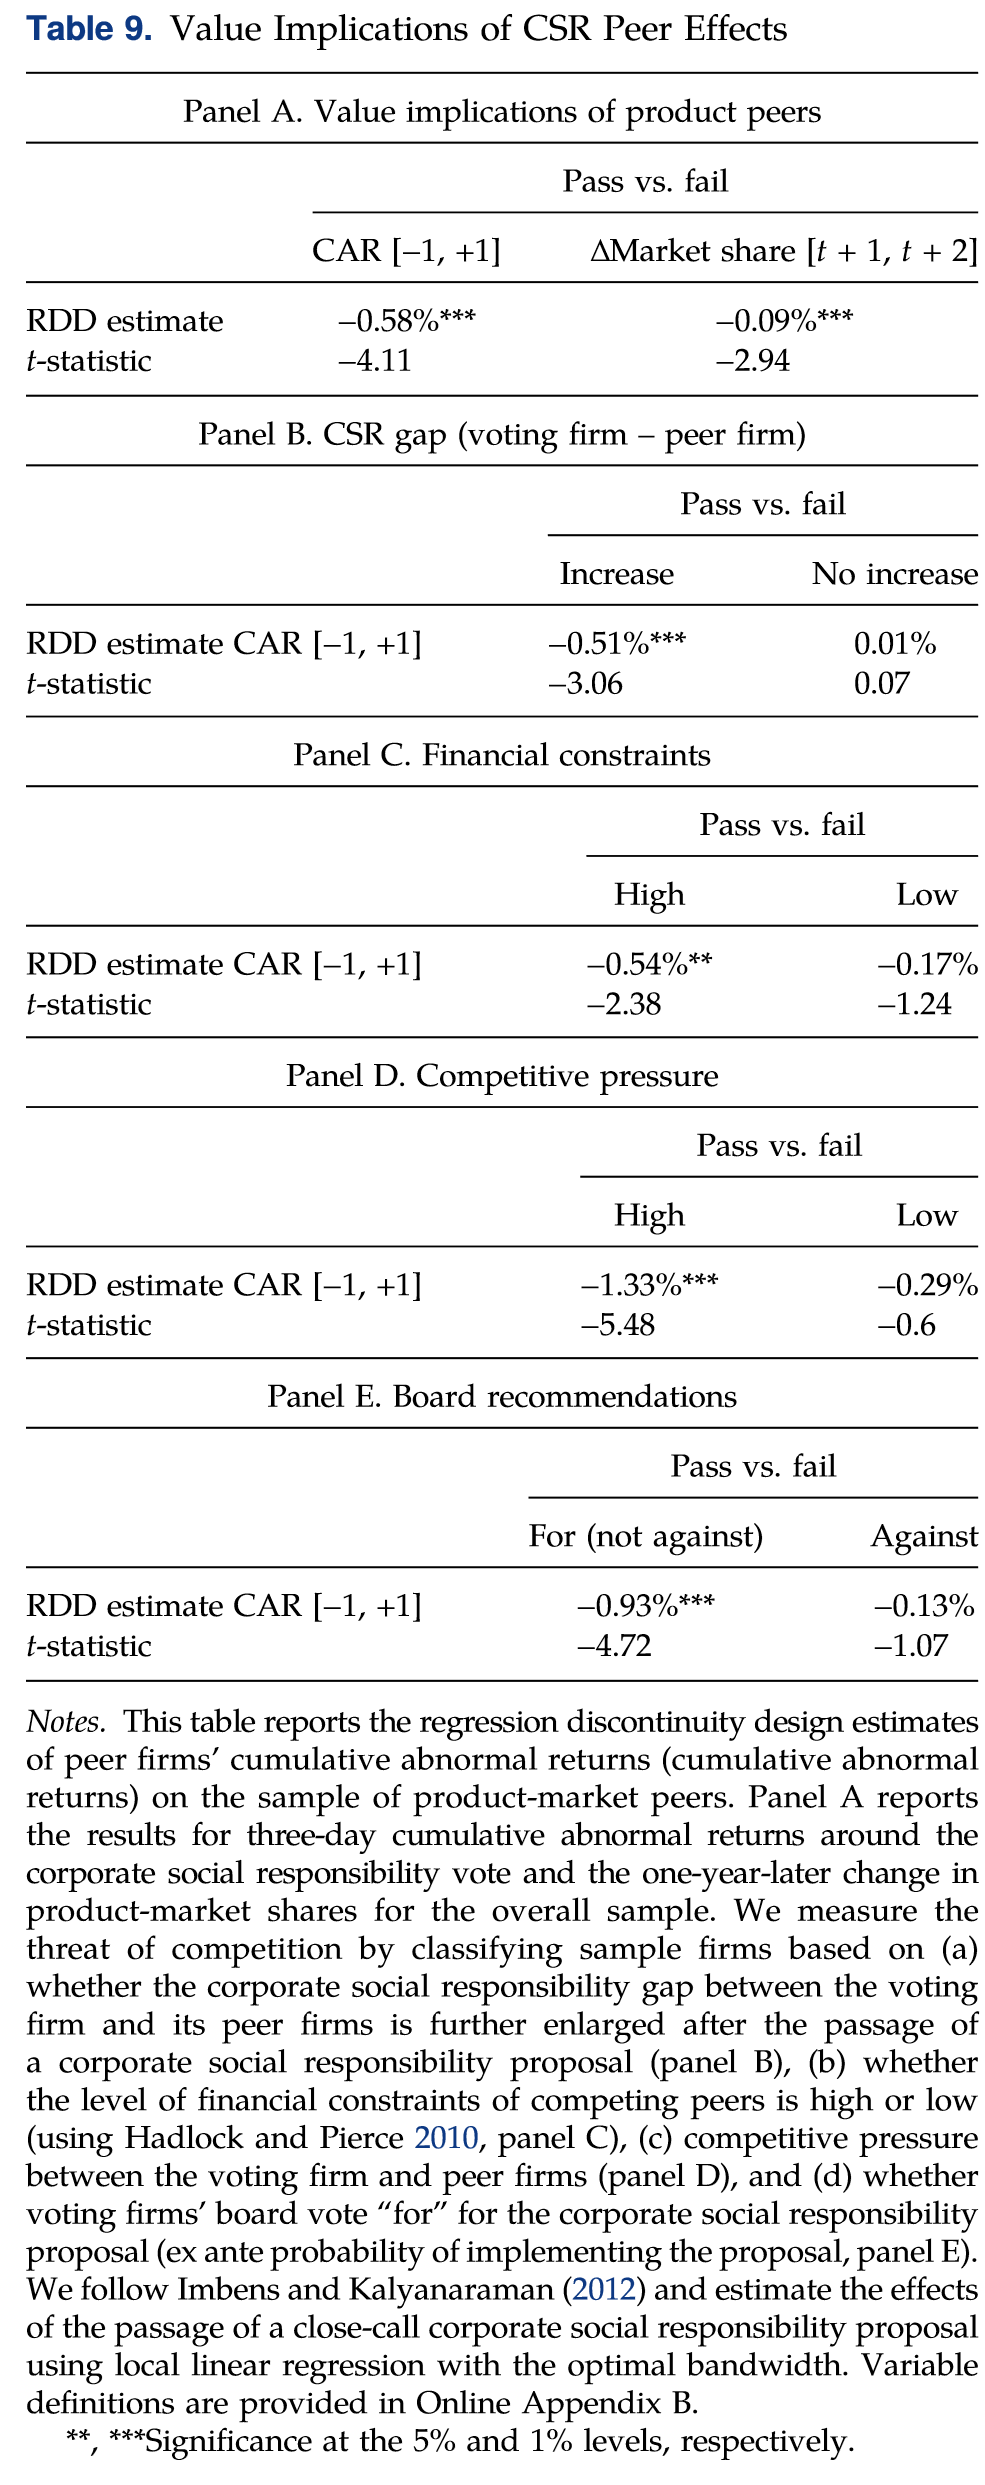 Table 9. Value Implications of CSR Peer Effects
Panel A. Value implications of product peers
Pass vs. fail
CAR [–1, +1] ΔMarket share [t + 1, t + 2]
RDD estimate –0.58%*** –0.09%***
t-statistic –4.11 –2.94
Panel B. CSR gap (voting firm – peer firm)
Pass vs. fail
Increase No increase
RDD estimate CAR [–1, +1] –0.51%*** 0.01%
t-statistic –3.06 0.07
Panel C. Financial constraints
Pass vs. fail
High Low
RDD estimate CAR [–1, +1] –0.54%** –0.17%
t-statistic –2.38 –1.24
Panel D. Competitive pressure
Pass vs. fail
High Low
RDD estimate CAR [–1, +1] –1.33%*** –0.29%
t-statistic –5.48 –0.6
Panel E. Board recommendations
Pass vs. fail
For (not against) Against
RDD estimate CAR [–1, +1] –0.93%*** –0.13%
t-statistic –4.72 –1.07
Notes. This table reports the regression discontinuity design estimates
of peer firms’ cumulative abnormal returns (cumulative abnormal
returns) on the sample of product-market peers. Panel A reports
the results for three-day cumulative abnormal returns around the
corporate social responsibility vote and the one-year-later change in
product-market shares for the overall sample. We measure the
threat of competition by classifying sample firms based on (a)
whether the corporate social responsibility gap between the voting
firm and its peer firms is further enlarged after the passage of
a corporate social responsibility proposal (panel B), (b) whether
the level of financial constraints of competing peers is high or low
(using Hadlock and Pierce 2010, panel C), (c) competitive pressure
between the voting firm and peer firms (panel D), and (d) whether
voting firms’ board vote “for” for the corporate social responsibility
proposal (ex ante probability of implementing the proposal, panel E).
We follow Imbens and Kalyanaraman (2012) and estimate the effects
of the passage of a close-call corporate social responsibility proposal
using local linear regression with the optimal bandwidth. Variable
definitions are provided in Online Appendix B.
**, ***Significance at the 5% and 1% levels, respectively.